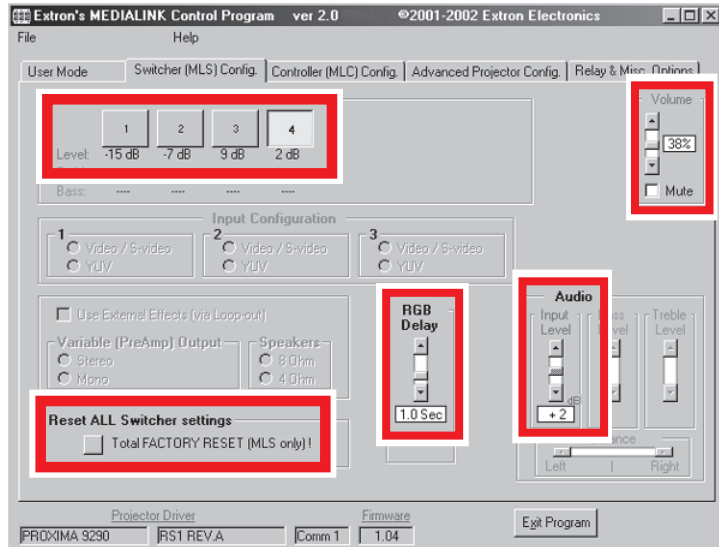 Extron's MEDIALINK Control Program ver 2.0 ©2001-2002 Extron Electronics
File Help
User Mode Switcher (MLS) Config. Controller (MLC) Config. Advanced Projector Config. Relay & Misc. Options
1 2 3 4
Level: -15 dB -7 dB 9 dB 2 dB
Bass: ---- ---- ---- ----
Volume
38%
Mute
Input Configuration
1 2 3
Video / S-video Video / S-video Video / S-video
YUV YUV YUV
Use External Effects (via Loop-out)
Variable (PreAmp) Output Speakers
Stereo 8 Ohm
Mono 4 Ohm
RGB
Delay
1.0 Sec
Audio
Input Treble
Level Level Level
dB
+ 2
Left | Right
Reset ALL Switcher settings
Total FACTORY RESET (MLS only) !
Projector Driver Firmware
PROXIMA 9290 RS1 REV.A Comm 1 1.04 Exit Program